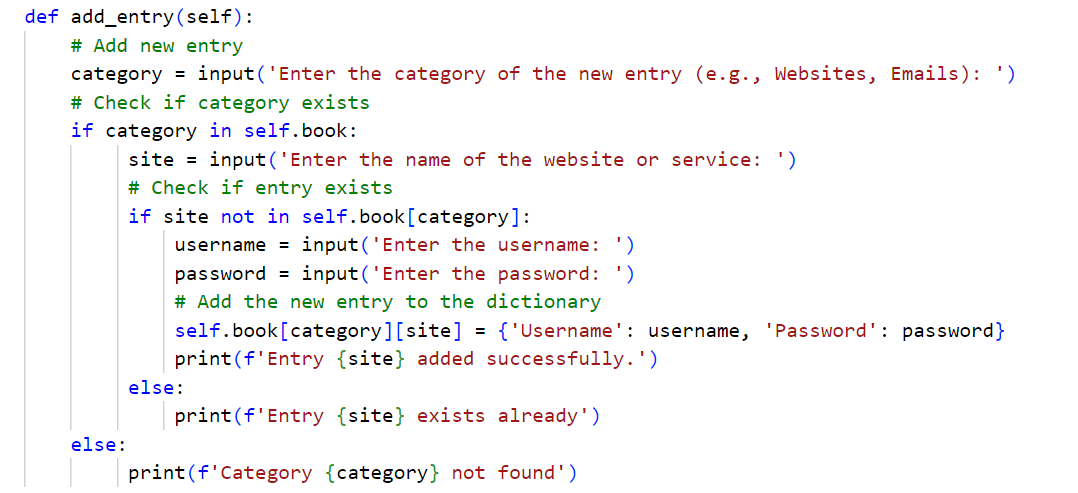 def add_entry(self):
    # Add new entry
    category = input('Enter the category of the new entry (e.g., Websites, Emails): ')
    # Check if category exists
    if category in self.book:
        site = input('Enter the name of the website or service: ')
        # Check if entry exists
        if site not in self.book[category]:
            username = input('Enter the username: ')
            password = input('Enter the password: ')
            # Add the new entry to the dictionary
            self.book[category][site] = {'Username': username, 'Password': password}
            print(f'Entry {site} added successfully.')
        else:
            print(f'Entry {site} exists already')
    else:
        print(f'Category {category} not found')